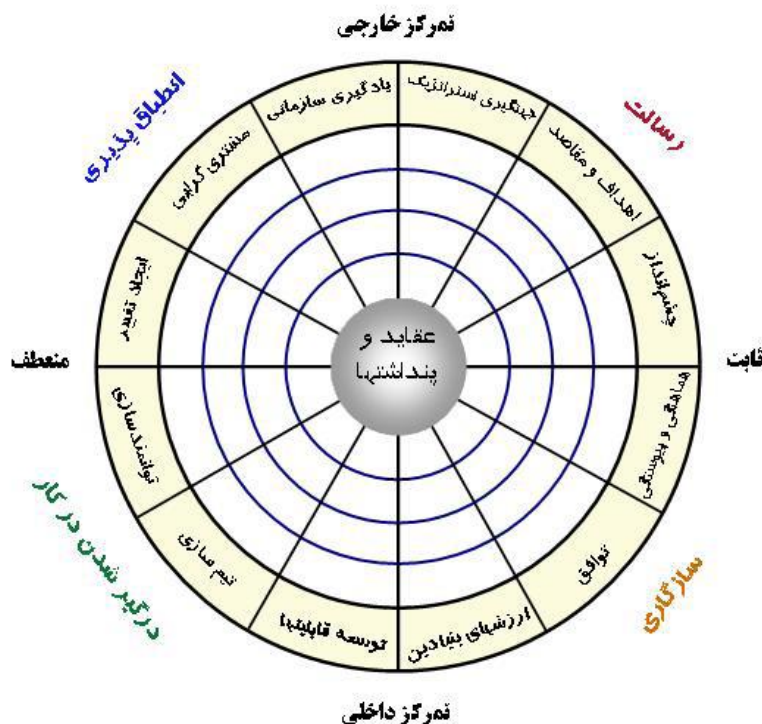 تمرکز خارجی
رسالت
انطباق پذیری
جهتگیری استراتژیک
اهداف و مقاصد
چشم‌انداز
یادگیری سازمانی
مشتری گرایی
ایجاد تغییر
عقاید و
پنداشتها
ثابت
منعطف
هماهنگی و پیوستگی
توافق
ارزشهای بنیادین
توانمندسازی
تیم سازی
توسعه قابلیتها
سازگاری
درگیر شدن در کار
تمرکز داخلی